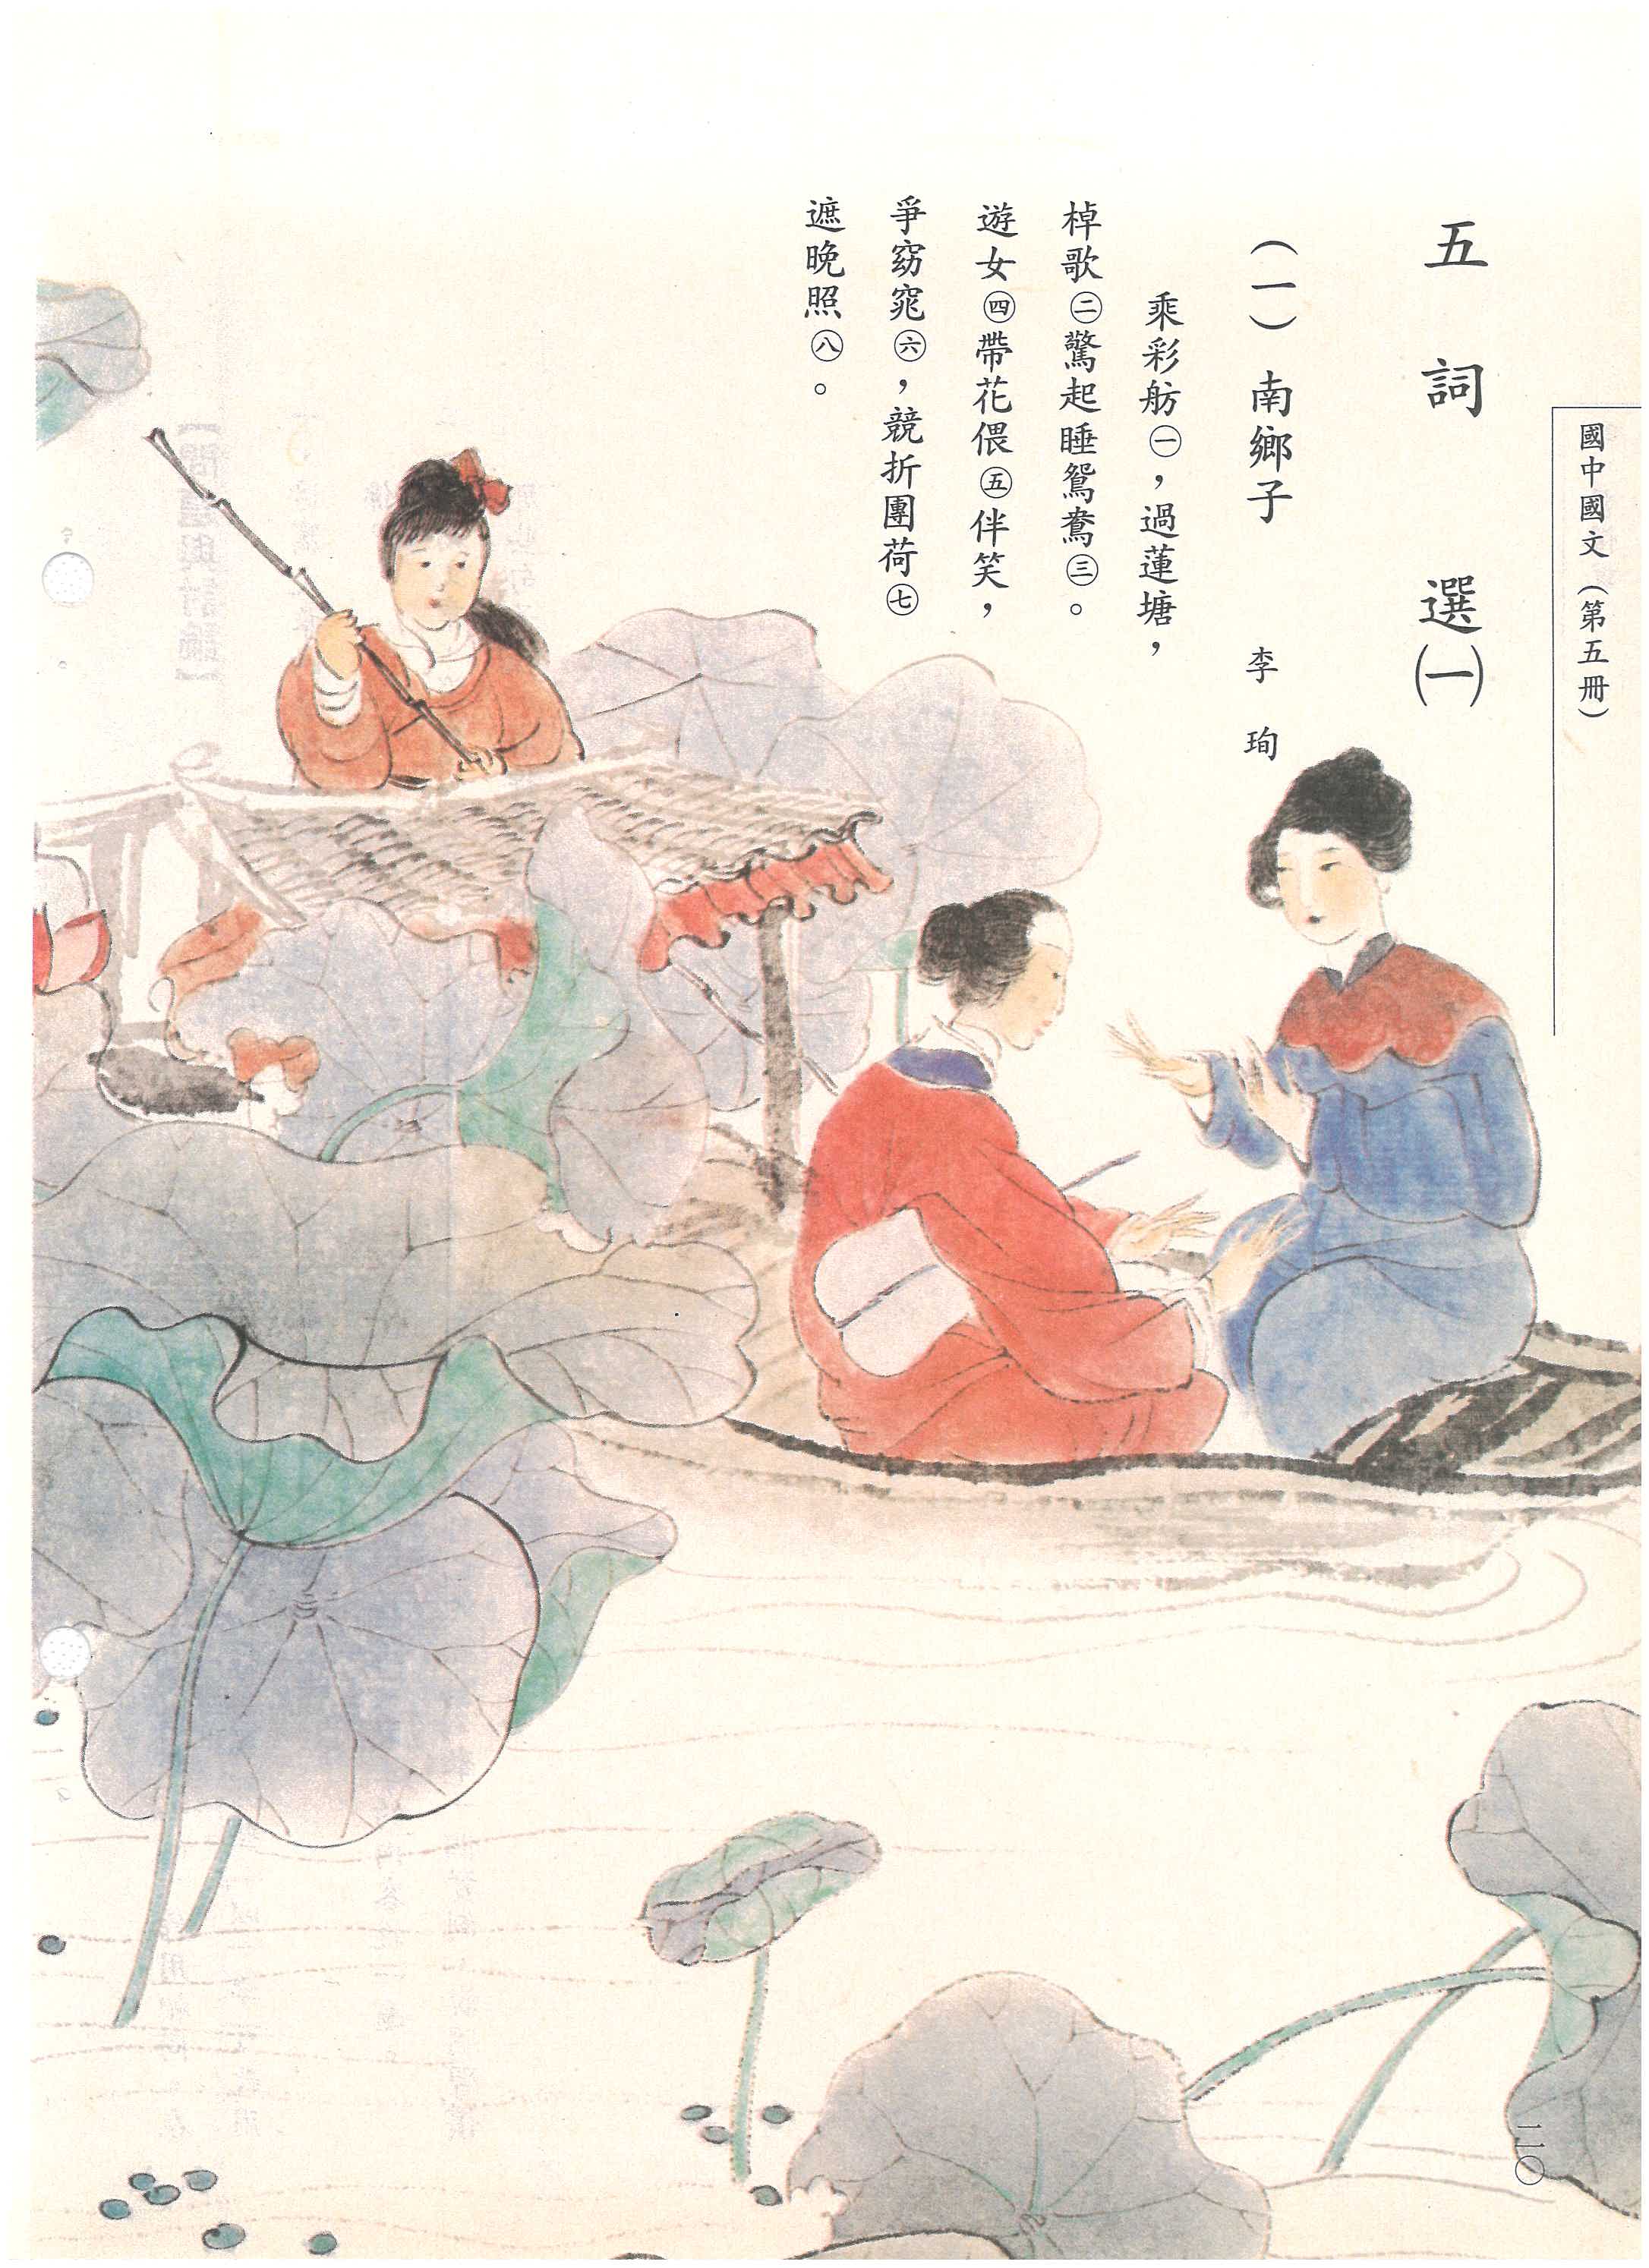 國中國文（第五冊）
五 詞 選㈠
（一）南鄉子 李 珣
乘彩舫㊀，過蓮塘，
棹歌㊁驚起睡鴛鴦㊂。
遊女㊃帶花偎㊄伴笑，
爭窈窕㊅，競折團荷㊆
遮晚照㊇。
一一〇